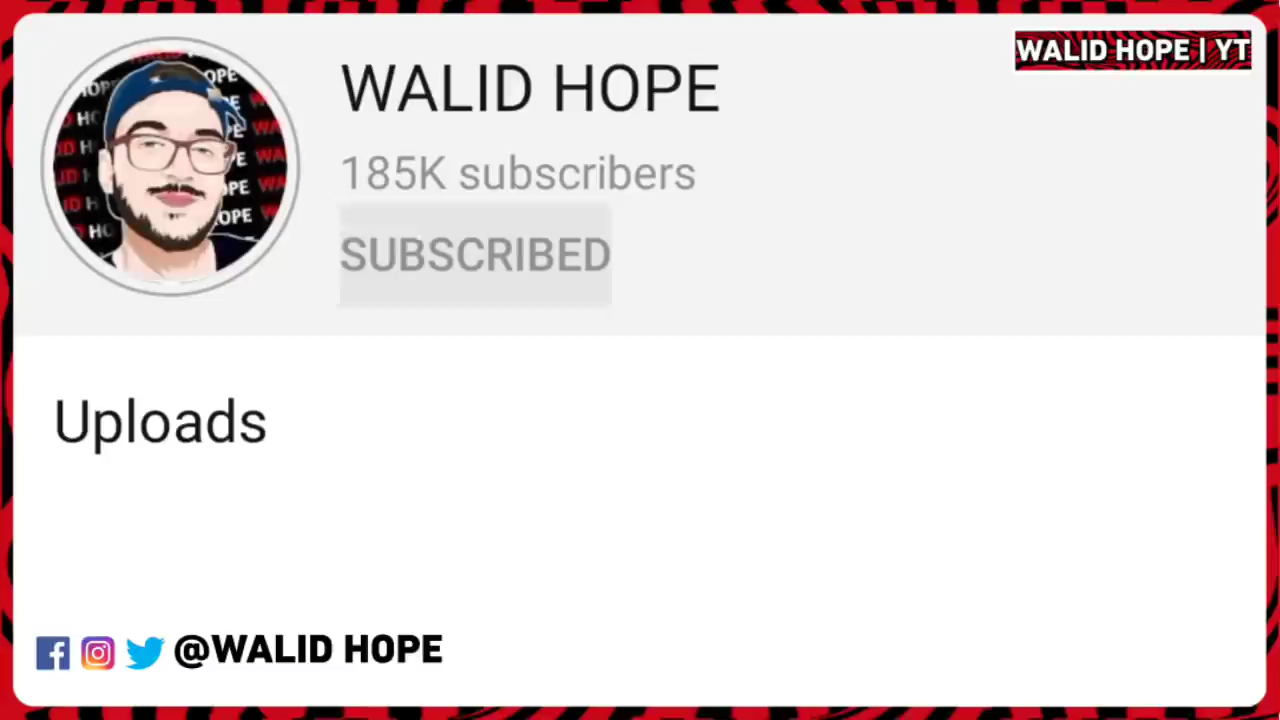 WALID HOPE | YT
WALID HOPE
185K subscribers
SUBSCRIBED
Uploads
@WALID HOPE